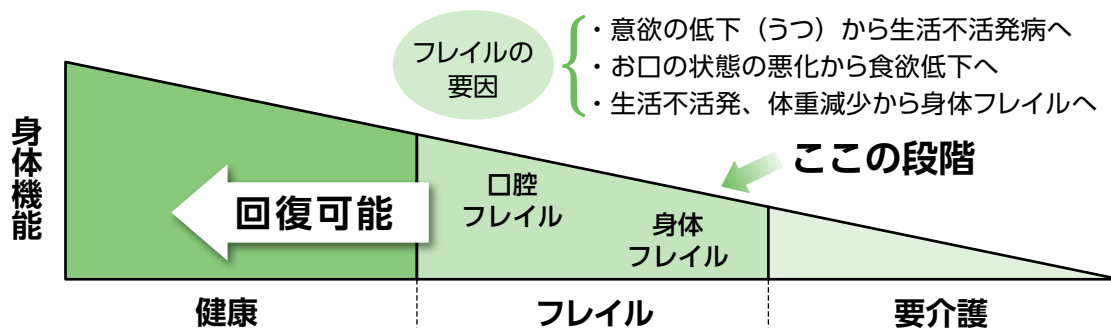 フレイルの
要因
・意欲の低下（うつ）から生活不活発病へ
・お口の状態の悪化から食欲低下へ
・生活不活発、体重減少から身体フレイルへ
ここの段階
身体機能
回復可能
口腔
フレイル
身体
フレイル
健康
フレイル
要介護